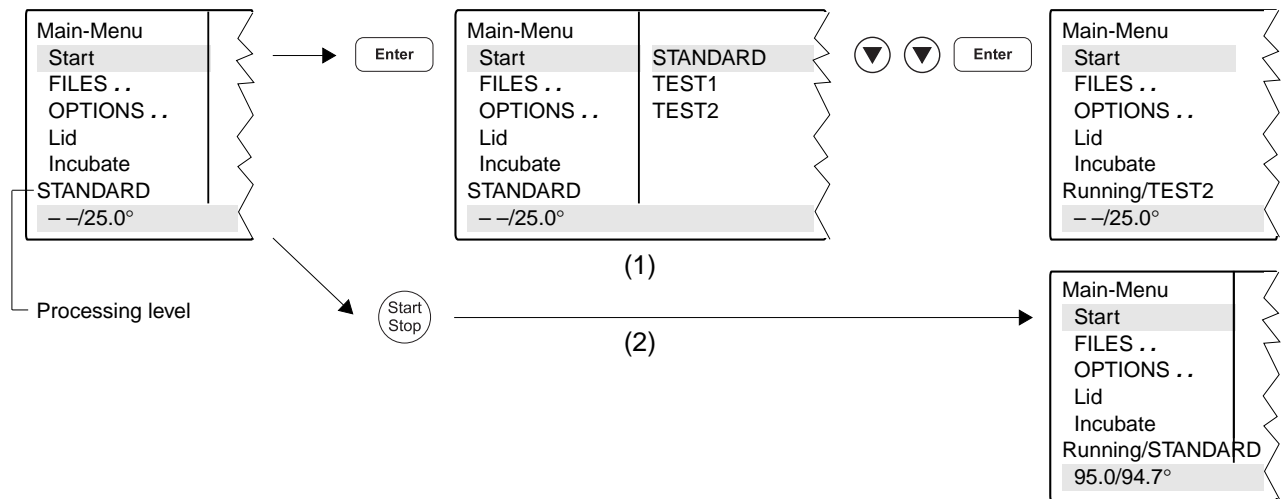 Main-Menu
Start
FILES . .
OPTIONS . .
Lid
Incubate
STANDARD
– –/25.0°
Processing level
Enter
Main-Menu
Start
FILES . .
OPTIONS . .
Lid
Incubate
STANDARD
– –/25.0°
STANDARD
TEST1
TEST2
Enter
Main-Menu
Start
FILES . .
OPTIONS . .
Lid
Incubate
Running/TEST2
– –/25.0°
(1)
Start
Stop
(2)
Main-Menu
Start
FILES . .
OPTIONS . .
Lid
Incubate
Running/STANDARD
95.0/94.7°